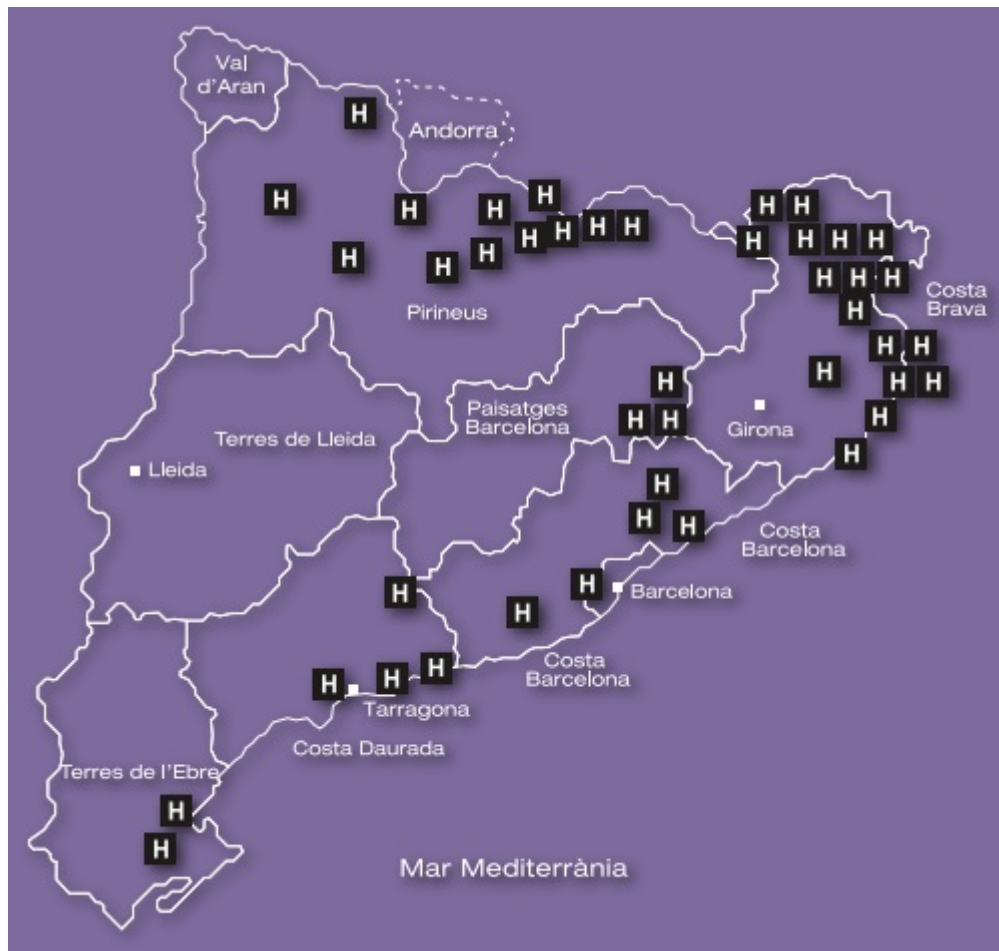 Val
d'Aran
H
Andorra
H
H
H H
H H
H H H H
H H H H
H H H
H H H
Costa
Brava
H
Pirineus
H H
H
H
H H
Paisatges
Barcelona
H H
H
Girona
Terres de Lleida
H
Lleida
H
H H
Costa
Barcelona
H
H
Barcelona
H
Costa
Barcelona
H H H
Tarragona
Costa Daurada
Terres de l'Ebre
H
H
Mar Mediterrània